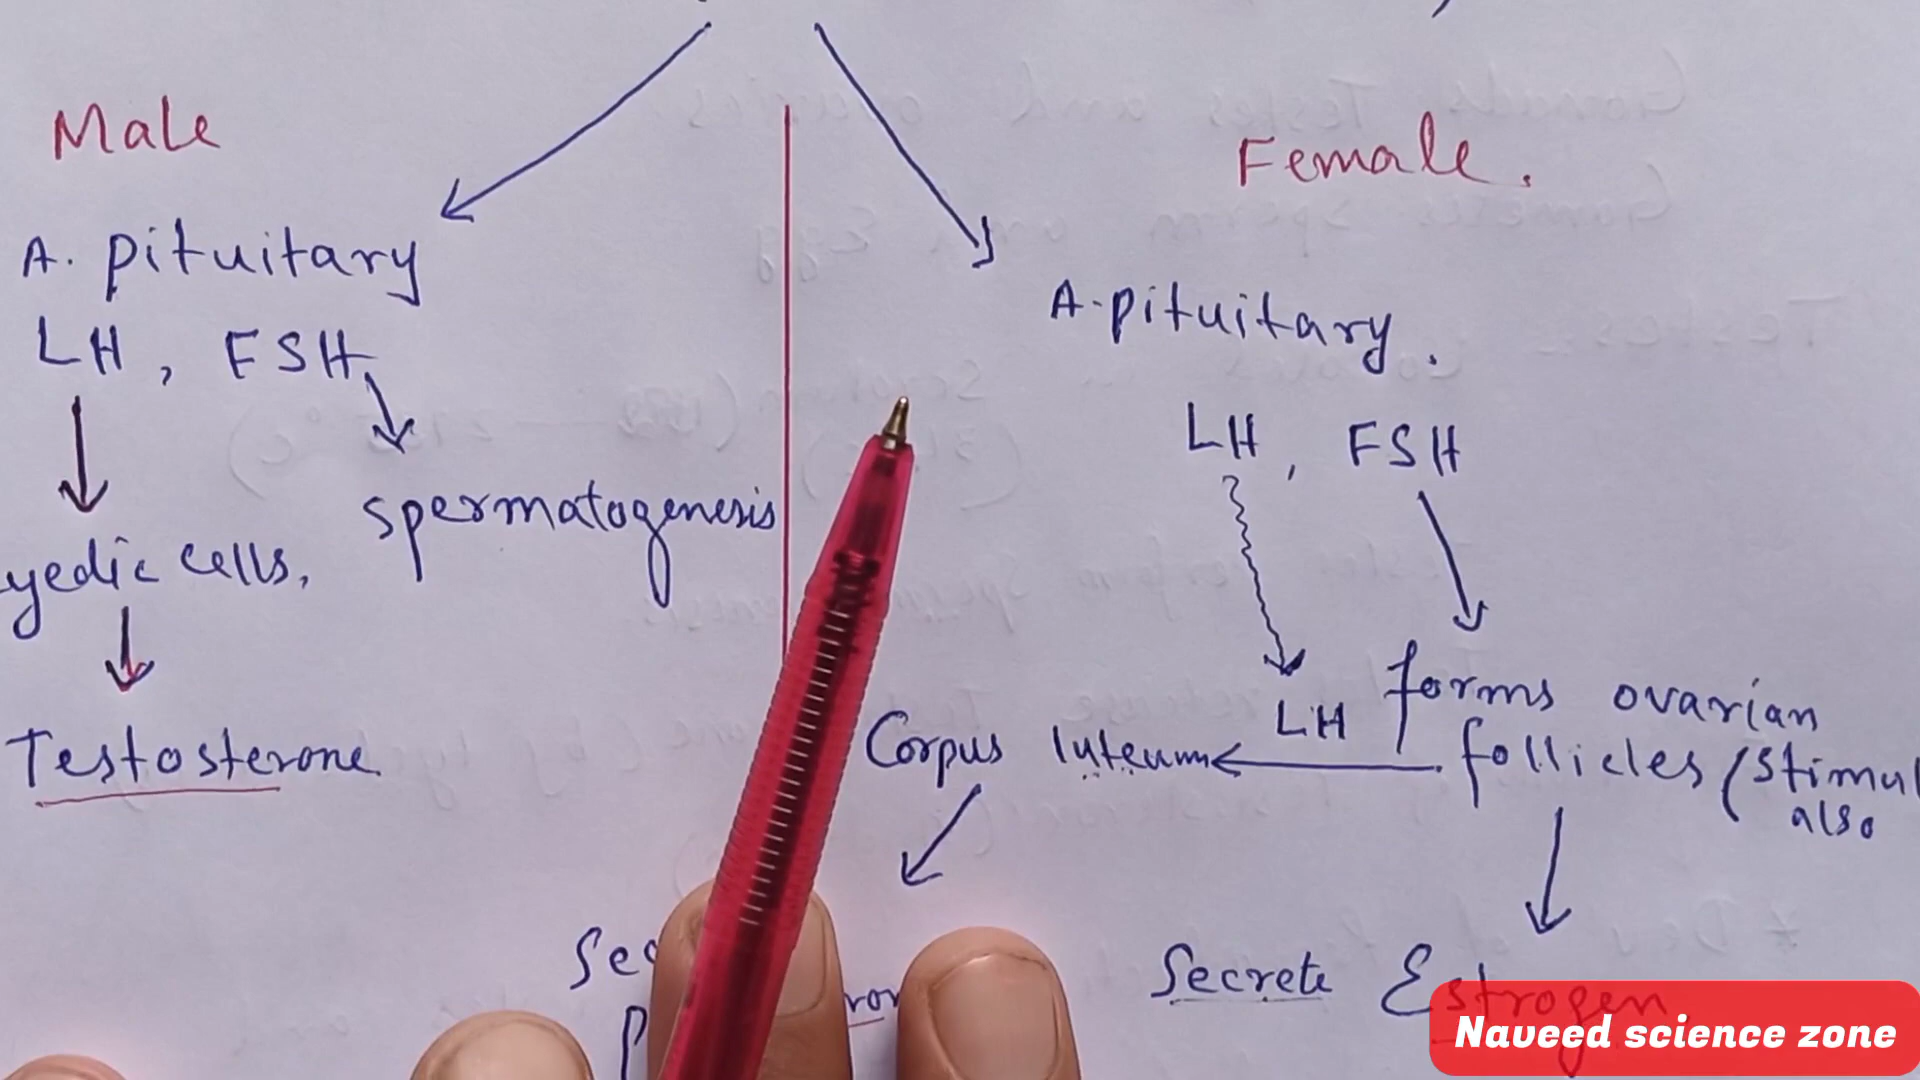 Male
A. pituitary
LH, FSH
spermatogenesis
yedic cells,
Testosterone
Female.
A. pituitary.
LH, FSH
forms ovarian
LH
Corpus luteum
follicles (stimul
also
Secrete Estrogen
Naveed science zone